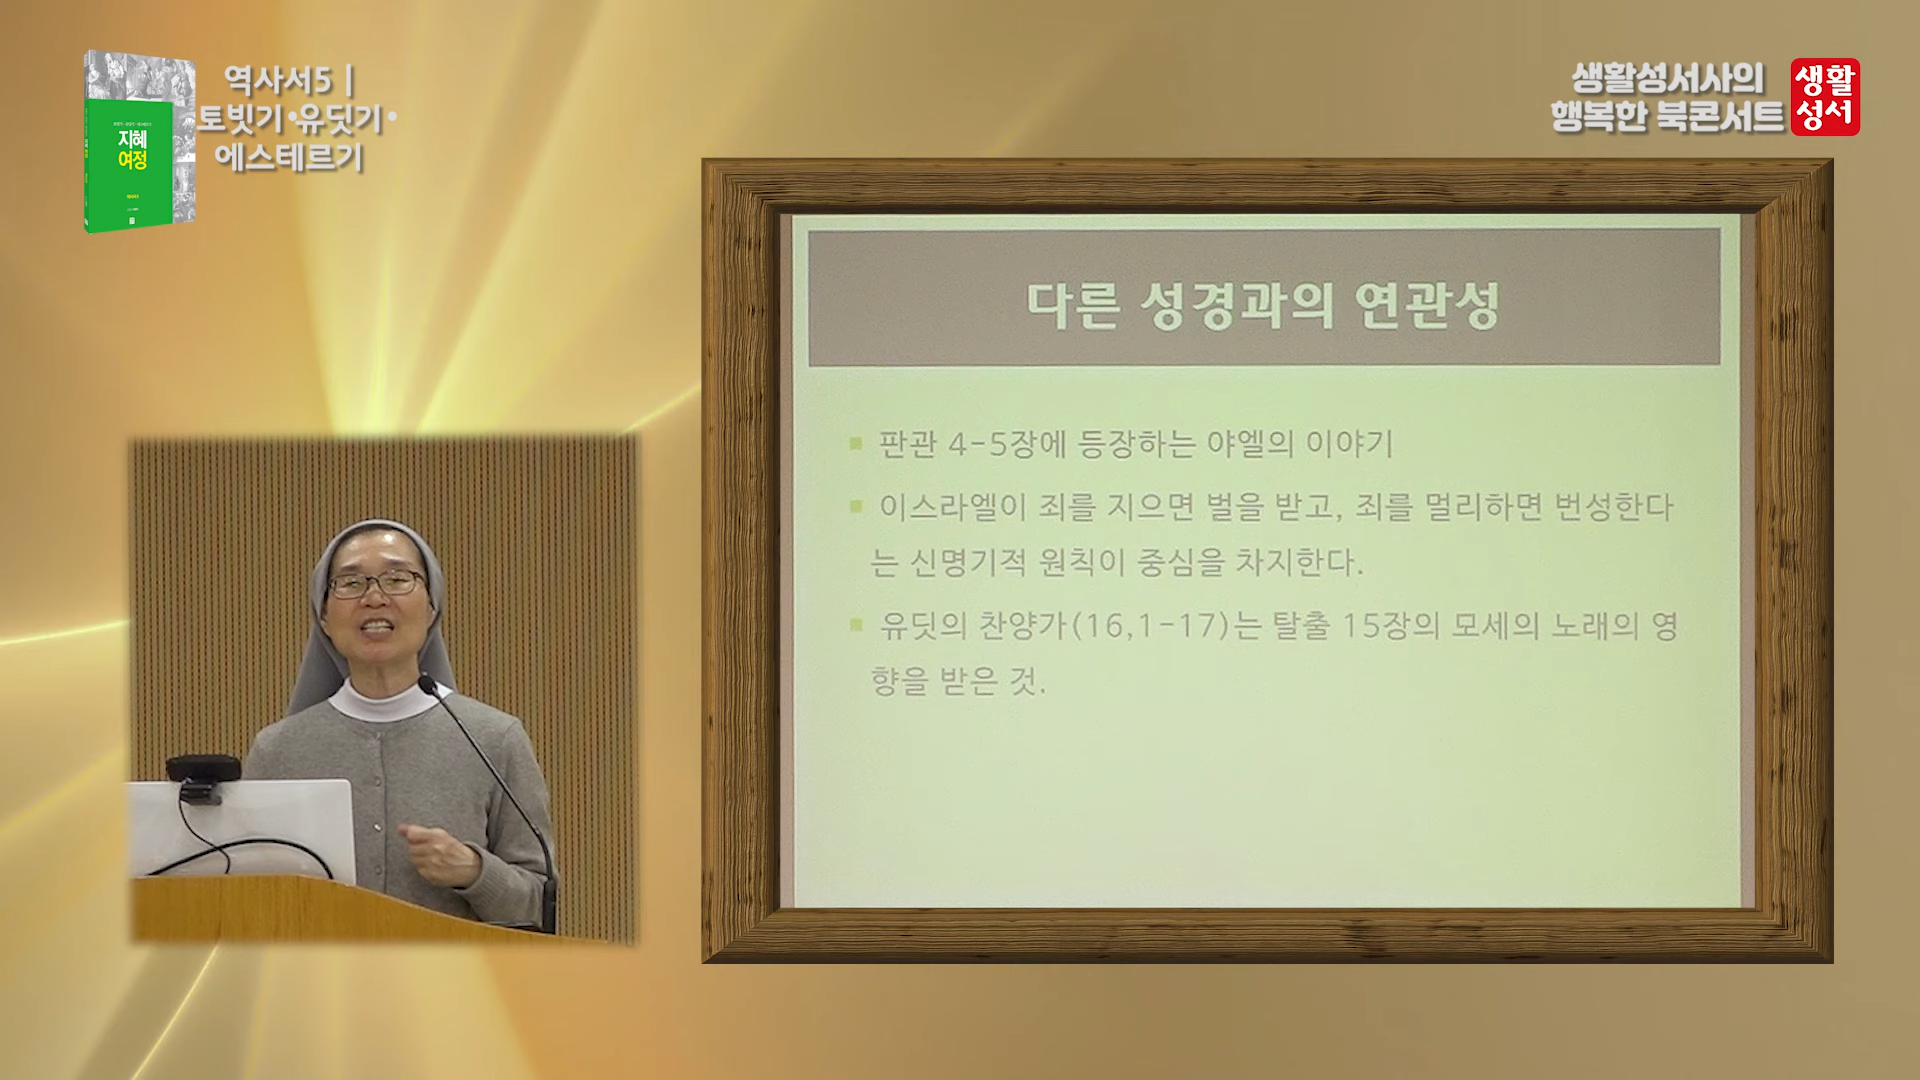 역사서5 |
토빗기·유딧기·
에스테르기
지혜
여정
생활성서사의
행복한 북콘서트
생활
성서
다른 성경과의 연관성
▪ 판관 4-5장에 등장하는 야엘의 이야기
▪ 이스라엘이 죄를 지으면 벌을 받고, 죄를 멀리하면 번성한다
는 신명기적 원칙이 중심을 차지한다.
▪ 유딧의 찬양가(16,1-17)는 탈출 15장의 모세의 노래의 영
향을 받은 것.